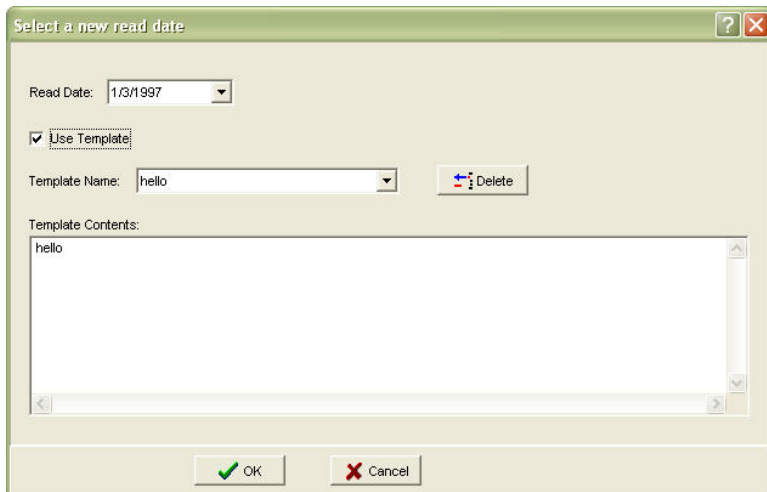 Select a new read date
Read Date: 1/3/1997
Use Template
Template Name: hello Delete
Template Contents:
hello
OK Cancel